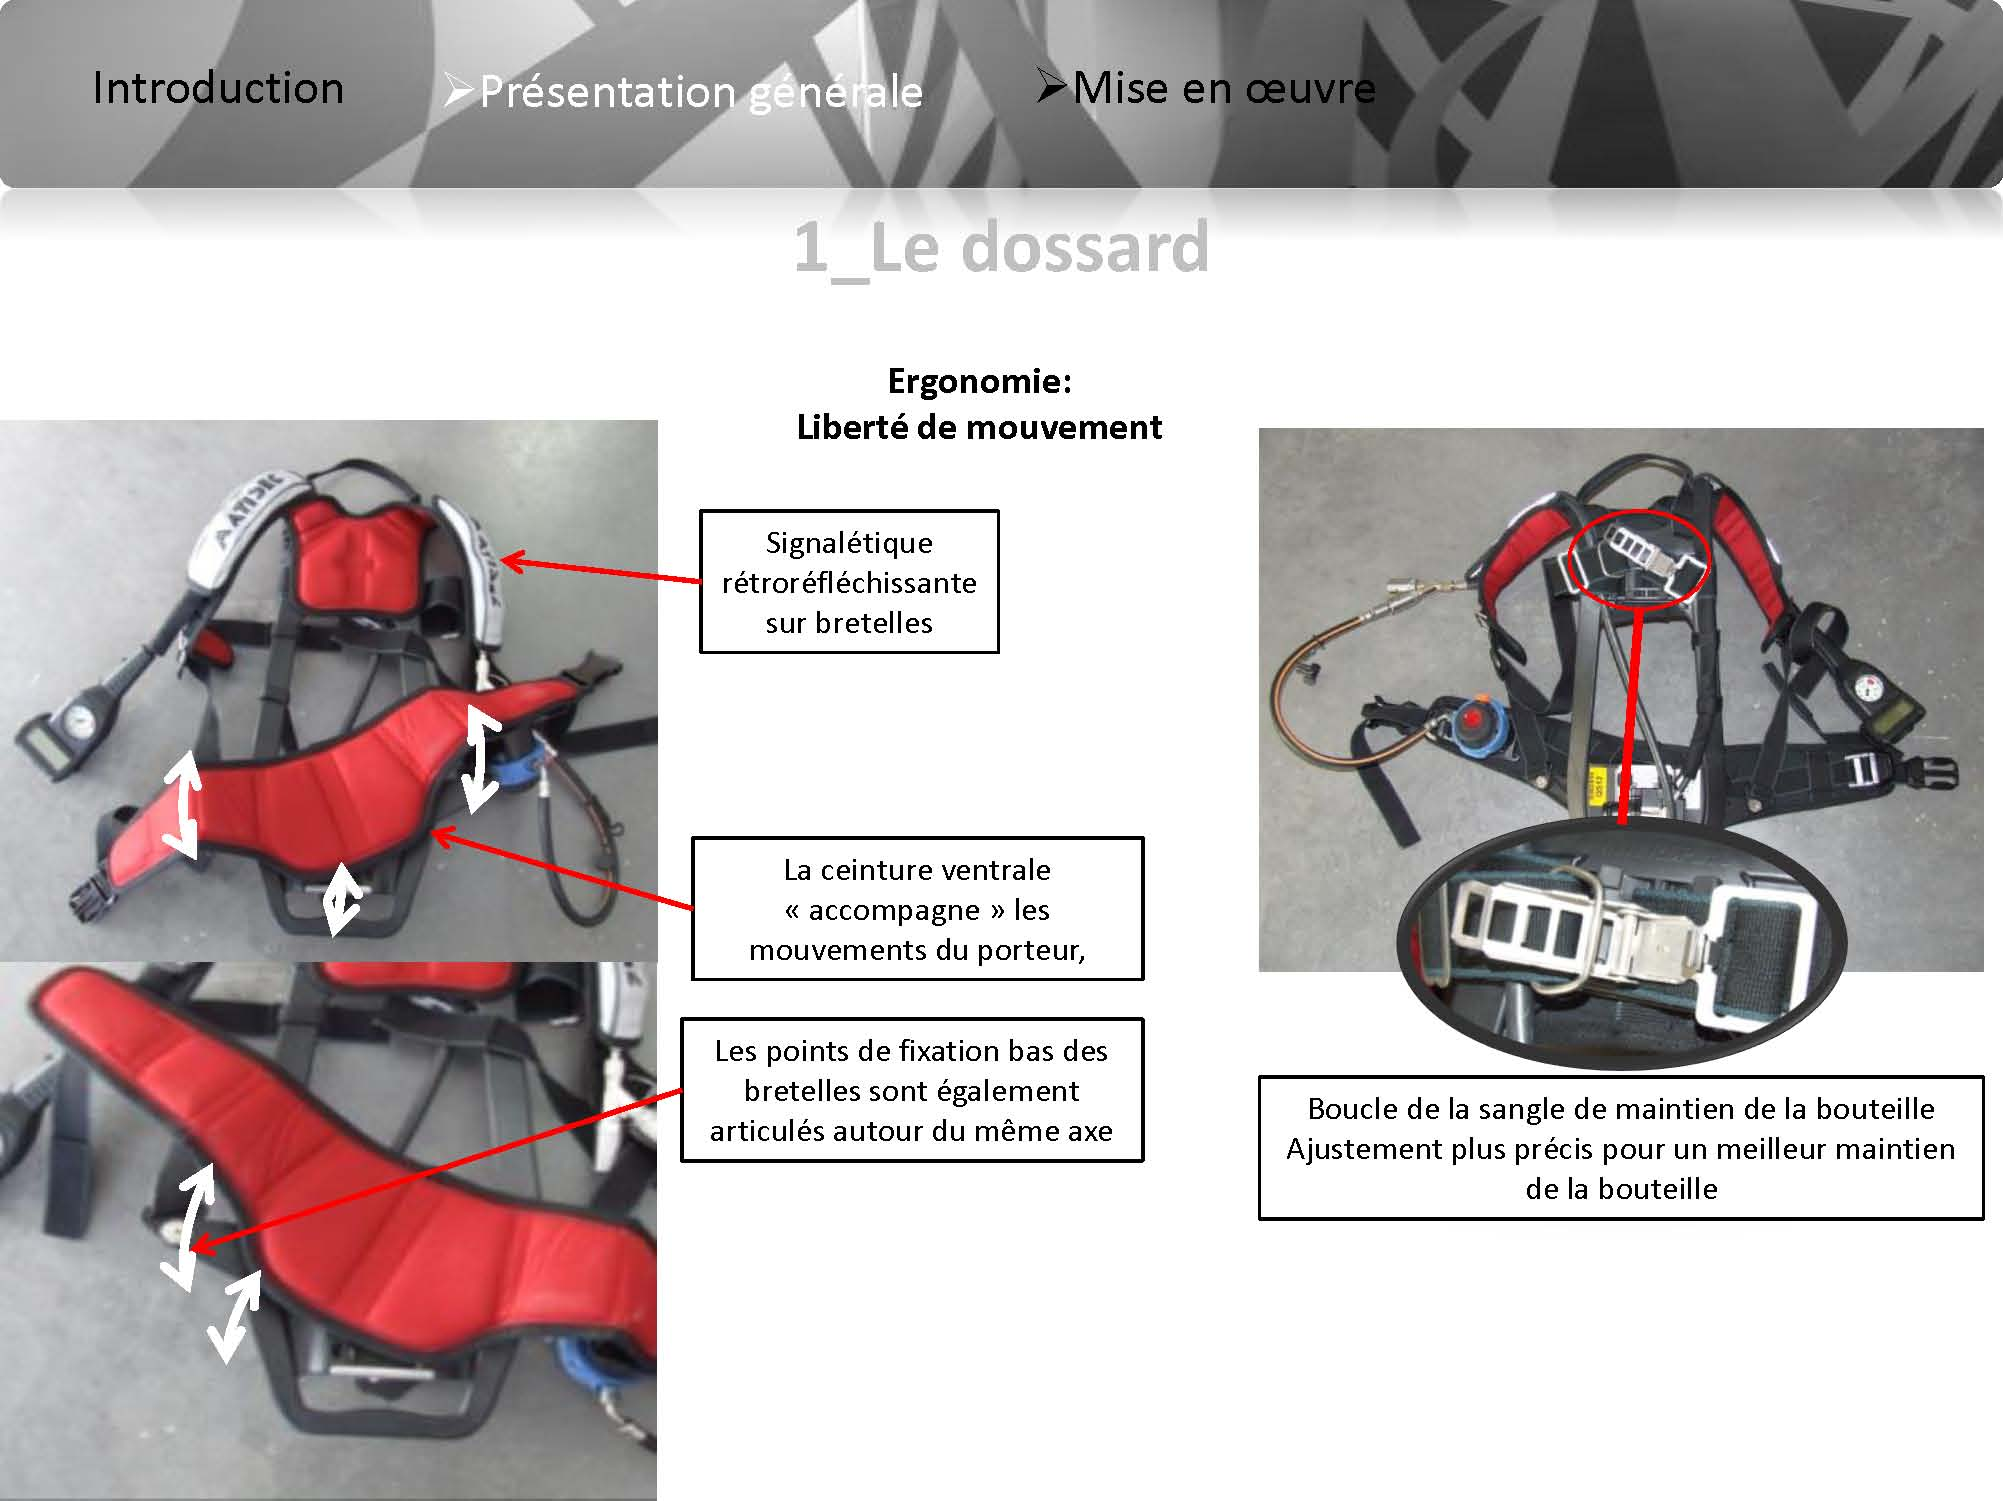 Introduction
➢Présentation générale
➢Mise en œuvre
1_Le dossard
Ergonomie:
Liberté de mouvement
Signalétique
rétroréfléchissante
sur bretelles
La ceinture ventrale
« accompagne » les
mouvements du porteur,
Les points de fixation bas des
bretelles sont également
articulés autour du même axe
Boucle de la sangle de maintien de la bouteille
Ajustement plus précis pour un meilleur maintien
de la bouteille